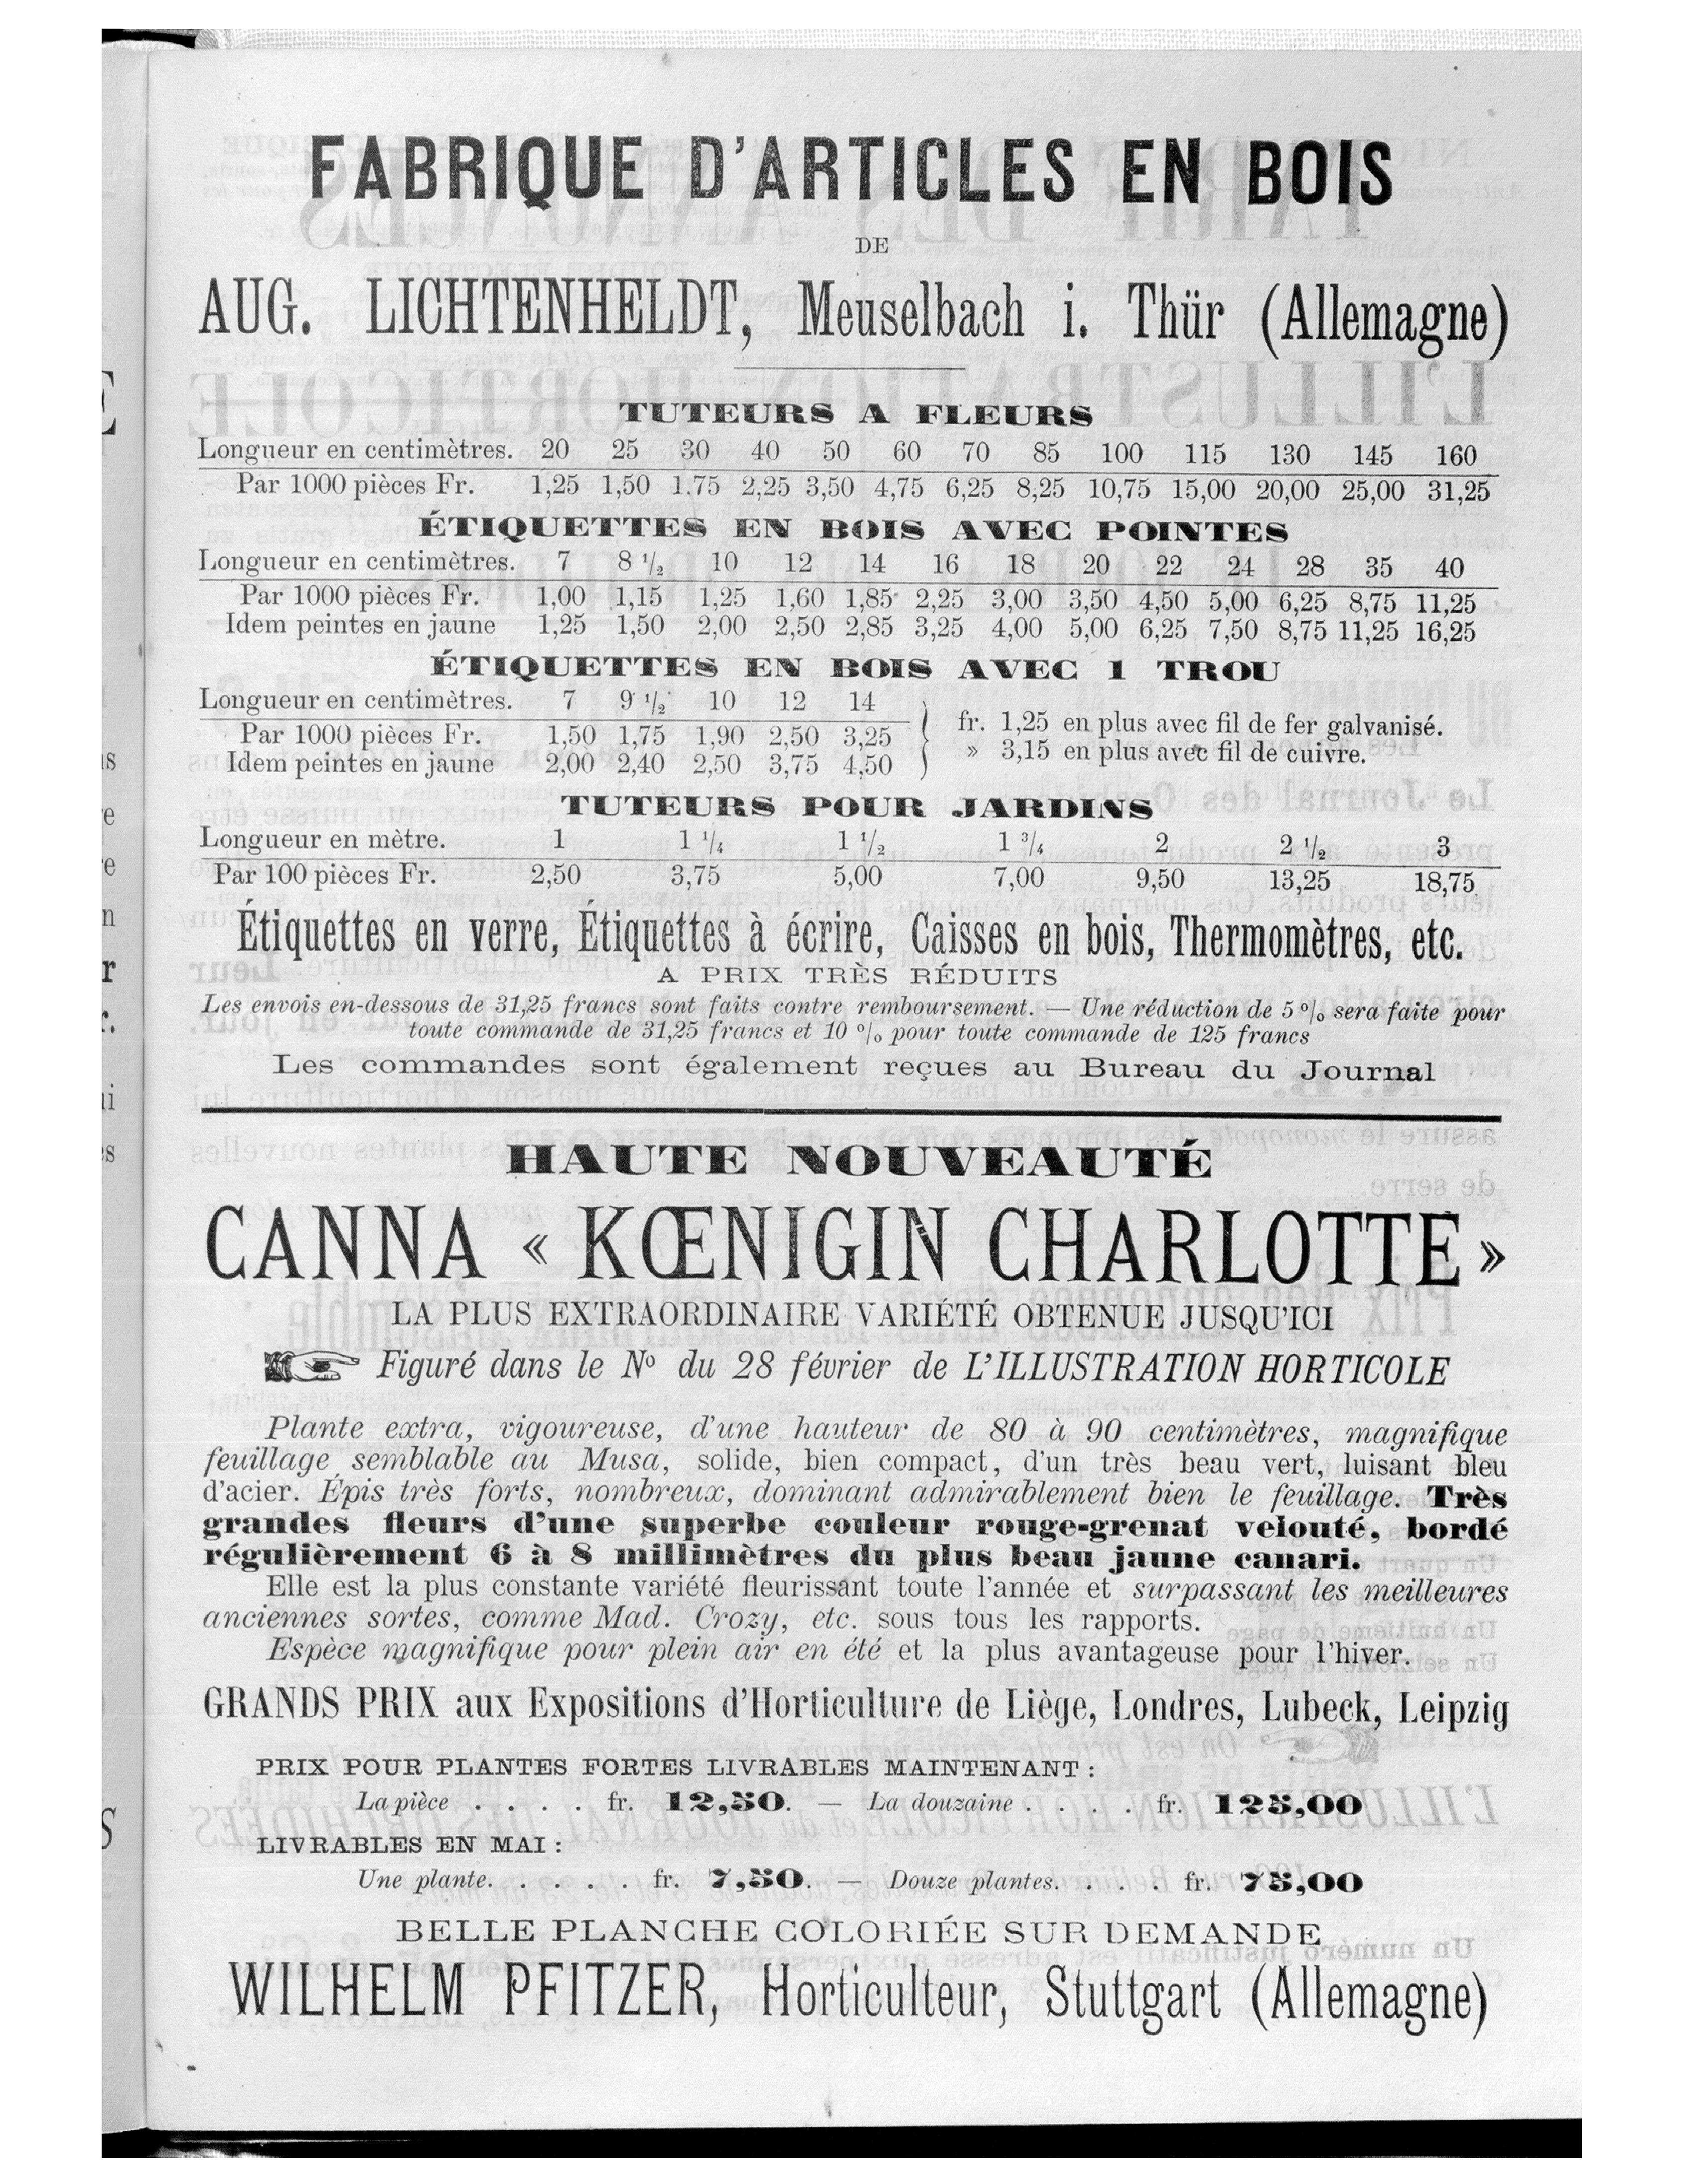 FABRIQUE D'ARTICLES EN BOIS
DE
AUG. LICHTENHELDT, Meuselbach i. Thür (Allemagne)
TUTEURS A FLEURS
Longueur en centimètres. 20 25 30 40 50 60 70 85 100 115 130 145 160
Par 1000 pièces Fr. 1,25 1,50 1.75 2,25 3,50 4,75 6,25 8,25 10,75 15,00 20,00 25,00 31,25
ÉTIQUETTES EN BOIS AVEC POINTES
Longueur en centimètres. 7 8 1/2 10 12 14 16 18 20 22 24 28 35 40
Par 1000 pièces Fr. 1,00 1,15 1,25 1,60 1,85 2,25 3,00 3,50 4,50 5,00 6,25 8,75 11,25
Idem peintes en jaune 1,25 1,50 2,00 2,50 2,85 3,25 4,00 5,00 6,25 7,50 8,75 11,25 16,25
ÉTIQUETTES EN BOIS AVEC 1 TROU
Longueur en centimètres. 7 9 1/2 10 12 14
fr. 1,25 en plus avec fil de fer galvanisé.
Par 1000 pièces Fr. 1,50 1,75 1,90 2,50 3,25
» 3,15 en plus avec fil de cuivre.
Idem peintes en jaune 2,00 2,40 2,50 3,75 4,50
TUTEURS POUR JARDINS
Longueur en mètre. 1 1 1/4 1 1/2 1 3/4 2 2 1/2 3
Par 100 pièces Fr. 2,50 3,75 5,00 7,00 9,50 13,25 18,75
Étiquettes en verre, Étiquettes à écrire, Caisses en bois, Thermomètres, etc.
A PRIX TRÈS RÉDUITS
Les envois en-dessous de 31,25 francs sont faits contre remboursement. — Une réduction de 5 % sera faite pour
toute commande de 31,25 francs et 10 % pour toute commande de 125 francs
Les commandes sont également reçues au Bureau du Journal
HAUTE NOUVEAUTÉ
CANNA « KŒNIGIN CHARLOTTE »
LA PLUS EXTRAORDINAIRE VARIÉTÉ OBTENUE JUSQU'ICI
Figuré dans le No du 28 février de L'ILLUSTRATION HORTICOLE
Plante extra, vigoureuse, d'une hauteur de 80 à 90 centimètres, magnifique
feuillage semblable au Musa, solide, bien compact, d'un très beau vert, luisant bleu
d'acier. Épis très forts, nombreux, dominant admirablement bien le feuillage. Très
grandes fleurs d'une superbe couleur rouge-grenat velouté, bordé
régulièrement 6 à 8 millimètres du plus beau jaune canari.
Elle est la plus constante variété fleurissant toute l'année et surpassant les meilleures
anciennes sortes, comme Mad. Crozy, etc. sous tous les rapports.
Espèce magnifique pour plein air en été et la plus avantageuse pour l'hiver.
GRANDS PRIX aux Expositions d'Horticulture de Liège, Londres, Lubeck, Leipzig
PRIX POUR PLANTES FORTES LIVRABLES MAINTENANT :
La pièce . . . . fr. 12,50. — La douzaine . . . . fr. 125,00
LIVRABLES EN MAI :
Une plante. . . . . fr. 7,50. — Douze plantes. . . . fr. 75,00
BELLE PLANCHE COLORIÉE SUR DEMANDE
WILHELM PFITZER, Horticulteur, Stuttgart (Allemagne)